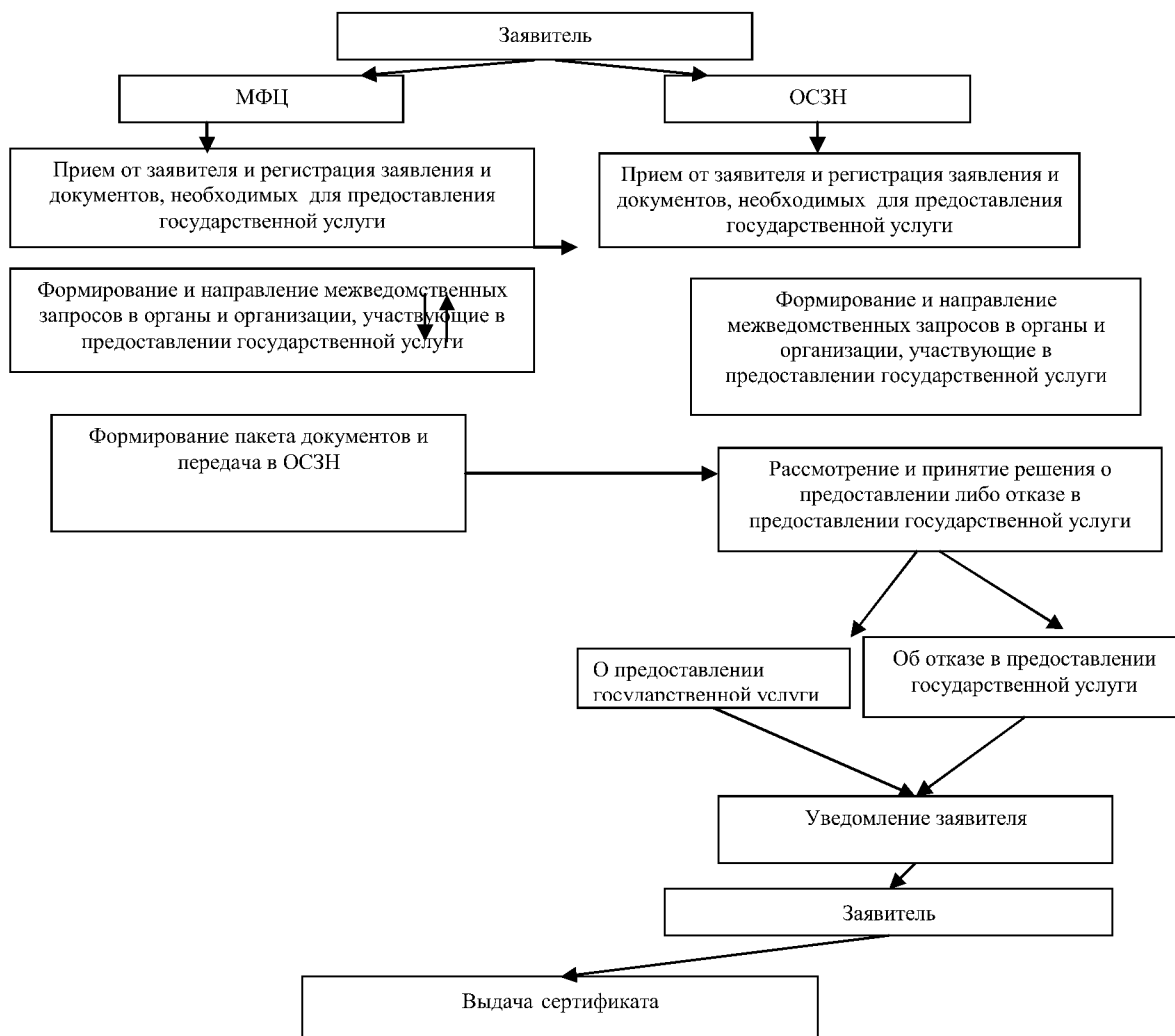 Заявитель
МФЦ
ОСЗН
Прием от заявителя и регистрация заявления и
документов, необходимых для предоставления
государственной услуги
Прием от заявителя и регистрация заявления и
документов, необходимых для предоставления
государственной услуги
Формирование и направление межведомственных
запросов в органы и организации, участвующие в
предоставлении государственной услуги
Формирование и направление
межведомственных запросов в органы и
организации, участвующие в
предоставлении государственной услуги
Формирование пакета документов и
передача в ОСЗН
Рассмотрение и принятие решения о
предоставлении либо отказе в
предоставлении государственной услуги
О предоставлении
государственной услуги
Об отказе в предоставлении
государственной услуги
Уведомление заявителя
Заявитель
Выдача сертификата